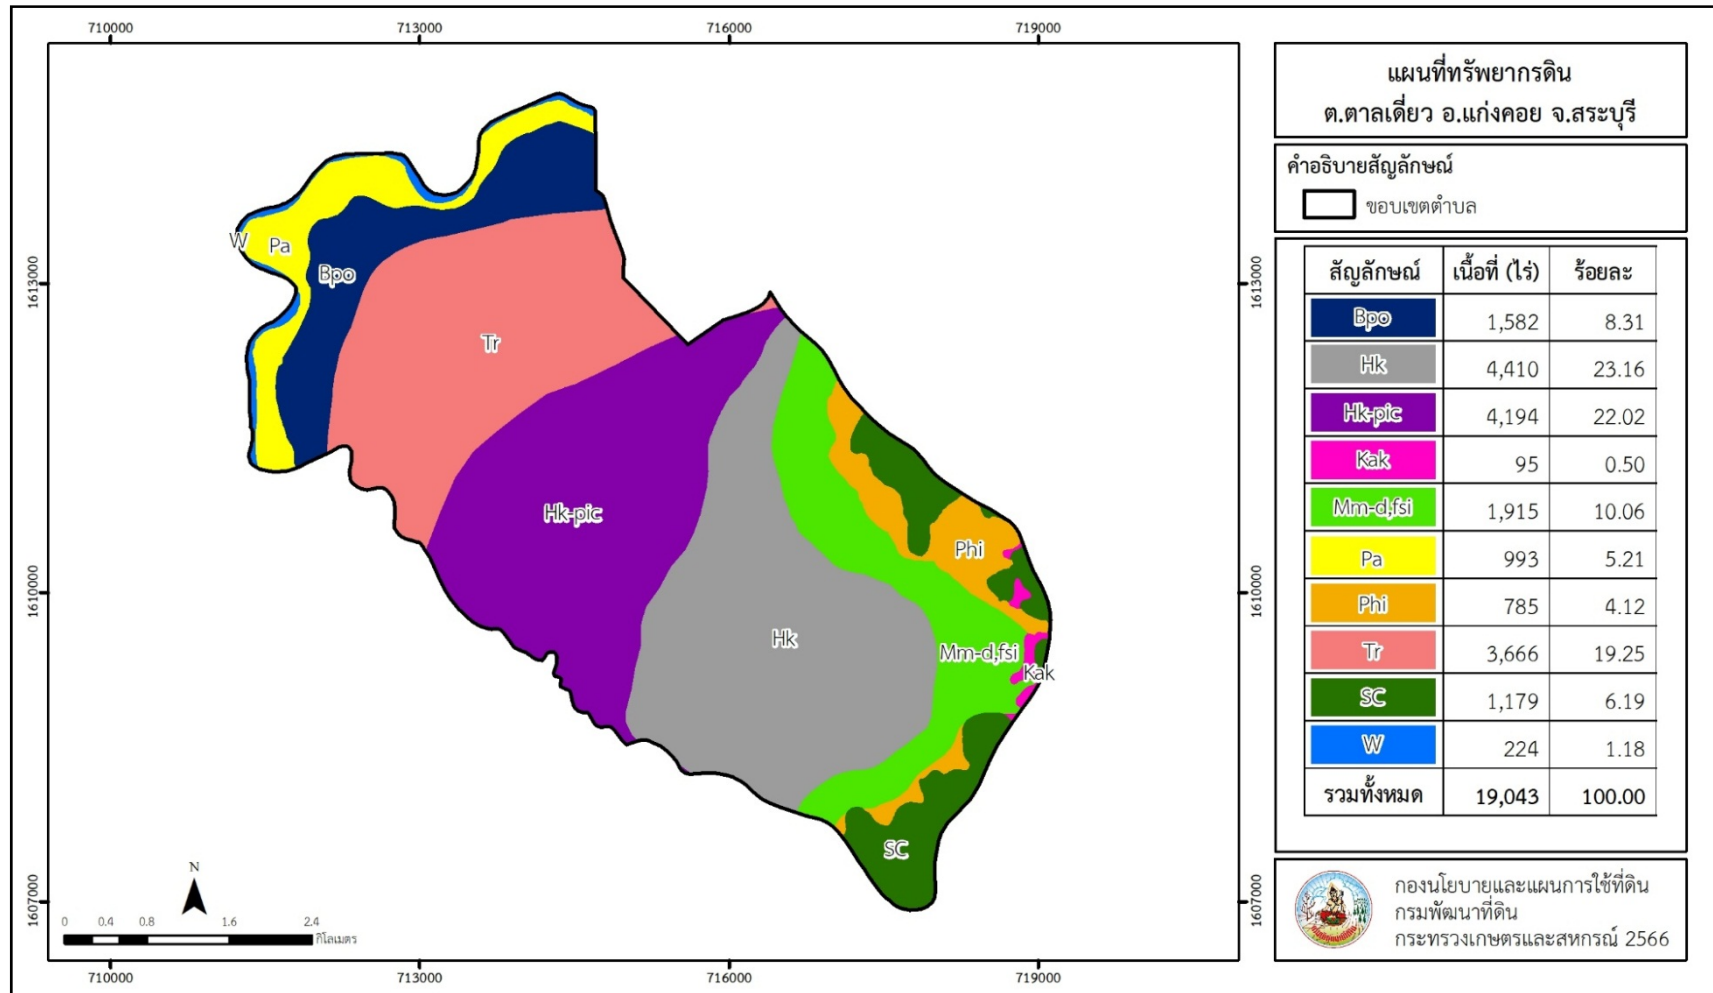 710000
713000
716000
719000
แผนที่ทรัพยากรดิน
ต.ตาลเดี่ยว อ.แก่งคอย จ.สระบุรี
คำอธิบายสัญลักษณ์
ขอบเขตตำบล
1613000
1610000
1607000
W
Pa
Bpo
Tr
Hk-pic
Hk
Phi
Mm-d,fsi
Kak
SC
1613000
1610000
1607000
สัญลักษณ์ เนื้อที่ (ไร่) ร้อยละ
Bpo 1,582 8.31
Hk 4,410 23.16
Hk-pic 4,194 22.02
Kak 95 0.50
Mm-d,fsi 1,915 10.06
Pa 993 5.21
Phi 785 4.12
Tr 3,666 19.25
SC 1,179 6.19
W 224 1.18
รวมทั้งหมด 19,043 100.00
N
0 0.4 0.8 1.6 2.4
กิโลเมตร
710000
713000
716000
719000
กองนโยบายและแผนการใช้ที่ดิน
กรมพัฒนาที่ดิน
กระทรวงเกษตรและสหกรณ์ 2566